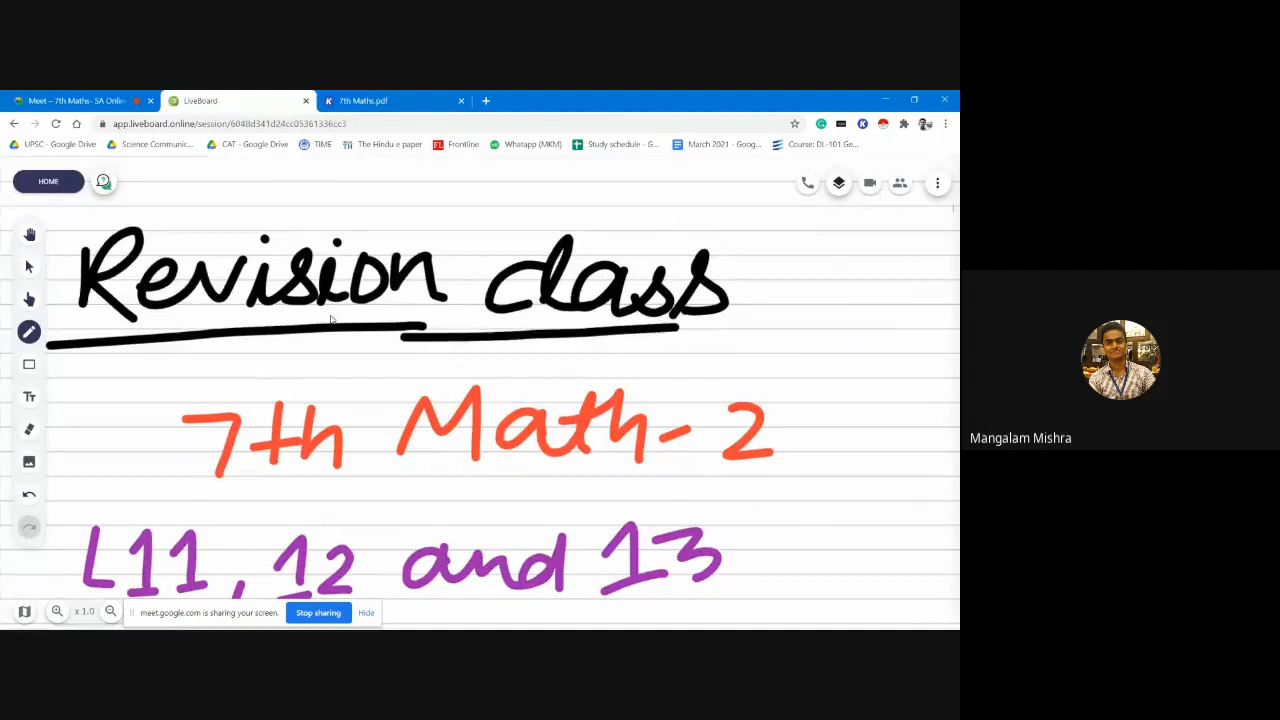 Meet – 7th Maths- SA Onlin
LiveBoard
7th Maths.pdf
app.liveboard.online/session/6048d341d24cc05361336cc3
UPSC - Google Drive
Science Communic...
CAT - Google Drive
TIME
The Hindu e paper
FL Frontline
Whatapp (MKM)
Study schedule - G...
March 2021 - Goog...
Course: DL-101 Ge...
HOME
Revision class
7th Math-2
L11, 12 and 13
Tт
x 1.0
meet.google.com is sharing your screen.
Stop sharing
Hide
Mangalam Mishra